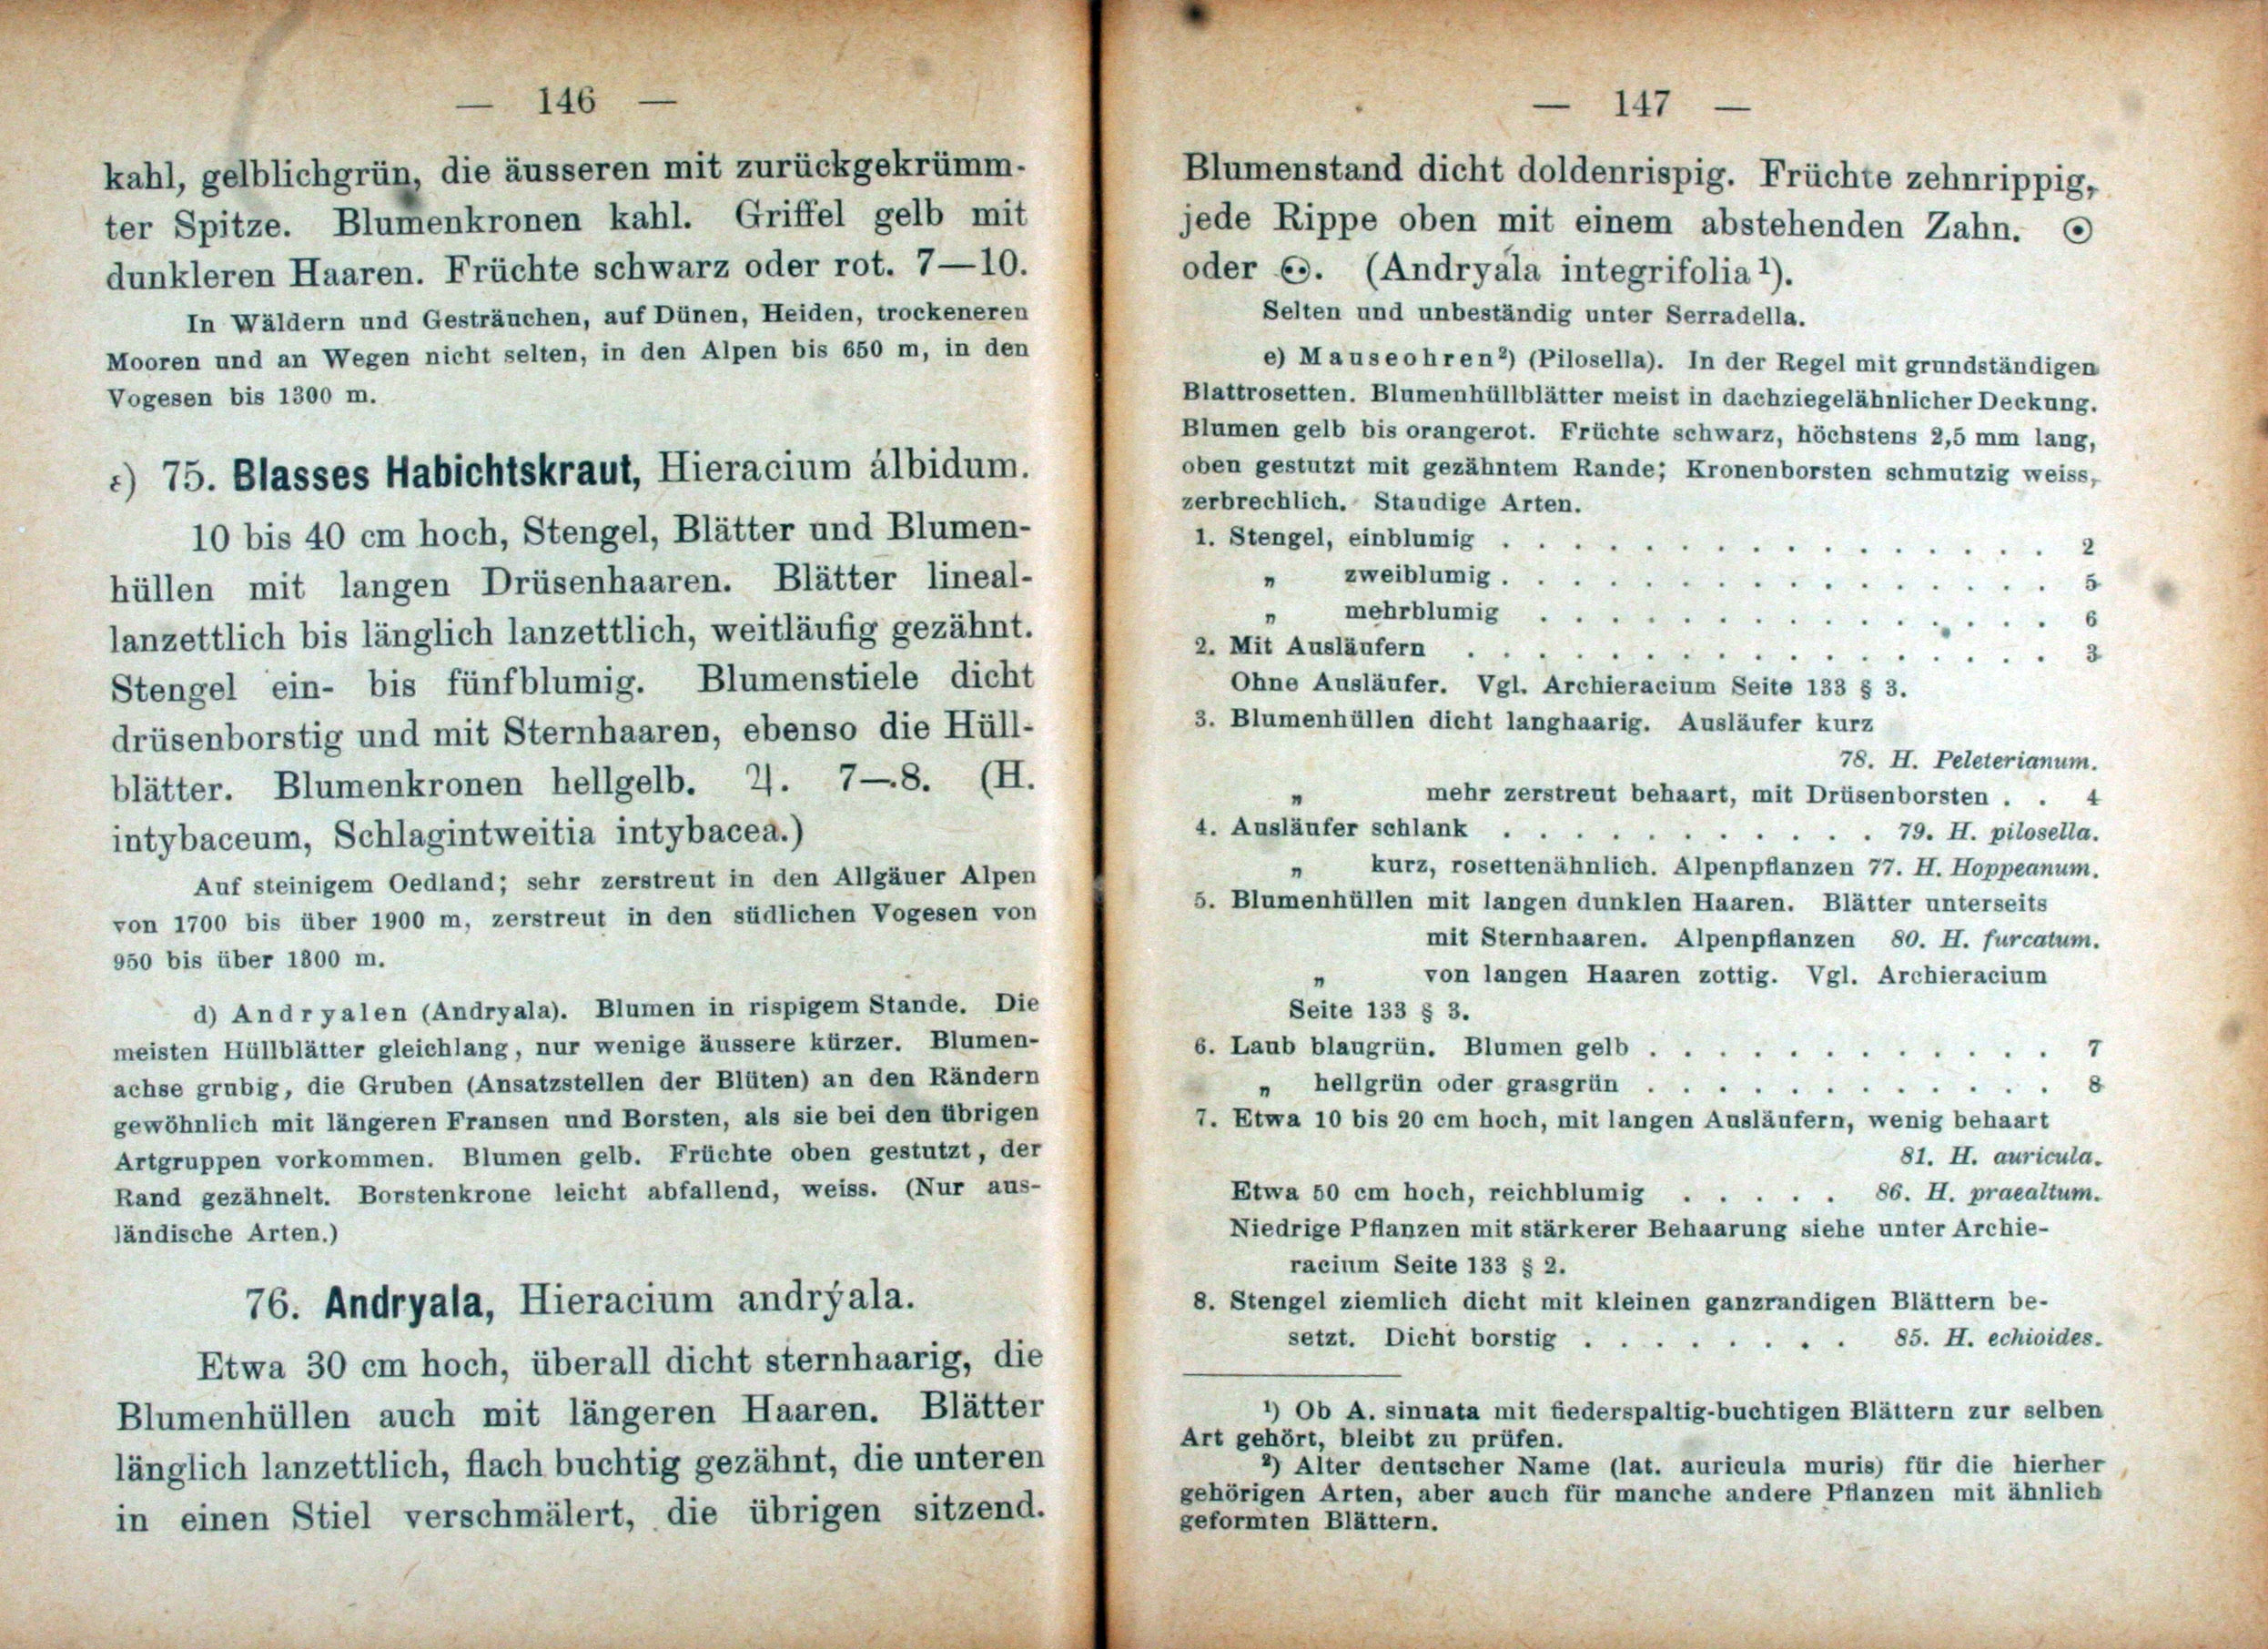 — 146 —
kahl, gelblichgrün, die äusseren mit zurückgekrümm-
ter Spitze. Blumenkronen kahl. Griffel gelb mit
dunkleren Haaren. Früchte schwarz oder rot. 7—10.
In Wäldern und Gesträuchen, auf Dünen, Heiden, trockeneren
Mooren und an Wegen nicht selten, in den Alpen bis 650 m, in den
Vogesen bis 1300 m.
c) 75. Blasses Habichtskraut, Hieracium álbidum.
10 bis 40 cm hoch, Stengel, Blätter und Blumen-
hüllen mit langen Drüsenhaaren. Blätter lineal-
lanzettlich bis länglich lanzettlich, weitläufig gezähnt.
Stengel ein- bis fünfblumig. Blumenstiele dicht
drüsenborstig und mit Sternhaaren, ebenso die Hüll-
blätter. Blumenkronen hellgelb. ♃. 7—8. (H.
intybaceum, Schlagintweitia intybacea.)
Auf steinigem Oedland; sehr zerstreut in den Allgäuer Alpen
von 1700 bis über 1900 m, zerstreut in den südlichen Vogesen von
950 bis über 1300 m.
d) Andryalen (Andryala). Blumen in rispigem Stande. Die
meisten Hüllblätter gleichlang, nur wenige äussere kürzer. Blumen-
achse grubig, die Gruben (Ansatzstellen der Blüten) an den Rändern
gewöhnlich mit längeren Fransen und Borsten, als sie bei den übrigen
Artgruppen vorkommen. Blumen gelb. Früchte oben gestutzt, der
Rand gezähnelt. Borstenkrone leicht abfallend, weiss. (Nur aus-
ländische Arten.)
76. Andryala, Hieracium andrýala.
Etwa 30 cm hoch, überall dicht sternhaarig, die
Blumenhüllen auch mit längeren Haaren. Blätter
länglich lanzettlich, flach buchtig gezähnt, die unteren
in einen Stiel verschmälert, die übrigen sitzend.
— 147 —
Blumenstand dicht doldenrispig. Früchte zehnrippig,
jede Rippe oben mit einem abstehenden Zahn. ⊙
oder ⊙. (Andryála integrifolia ¹).
Selten und unbeständig unter Serradella.
e) Mauseohren²) (Pilosella). In der Regel mit grundständigen
Blattrosetten. Blumenhüllblätter meist in dachziegelähnlicher Deckung.
Blumen gelb bis orangerot. Früchte schwarz, höchstens 2,5 mm lang,
oben gestutzt mit gezähntem Rande; Kronenborsten schmutzig weiss,
zerbrechlich. Staudige Arten.
1. Stengel, einblumig . . . . . . . . . . . . . . . . 2
„ zweiblumig . . . . . . . . . . . . . . . . 5
„ mehrblumig . . . . . . . . . . . . . . . 6
2. Mit Ausläufern . . . . . . . . . . . . . . . . . 3
Ohne Ausläufer. Vgl. Archieracium Seite 133 § 3.
3. Blumenhüllen dicht langhaarig. Ausläufer kurz
78. H. Peleterianum.
„ mehr zerstreut behaart, mit Drüsenborsten . . 4
4. Ausläufer schlank . . . . . . . . . . . 79. H. pilosella.
„ kurz, rosettenähnlich. Alpenpflanzen 77. H. Hoppeanum.
5. Blumenhüllen mit langen dunklen Haaren. Blätter unterseits
mit Sternhaaren. Alpenpflanzen 80. H. furcatum.
„ von langen Haaren zottig. Vgl. Archieracium
Seite 133 § 3.
6. Laub blaugrün. Blumen gelb . . . . . . . . . . . . 7
„ hellgrün oder grasgrün . . . . . . . . . . . . 8
7. Etwa 10 bis 20 cm hoch, mit langen Ausläufern, wenig behaart
81. H. auricula.
Etwa 50 cm hoch, reichblumig . . . . . 86. H. praealtum.
Niedrige Pflanzen mit stärkerer Behaarung siehe unter Archie-
racium Seite 133 § 2.
8. Stengel ziemlich dicht mit kleinen ganzrandigen Blättern be-
setzt. Dicht borstig . . . . . . . . 85. H. echioides.
¹) Ob A. sinuata mit fiederspaltig-buchtigen Blättern zur selben
Art gehört, bleibt zu prüfen.
²) Alter deutscher Name (lat. auricula muris) für die hierher
gehörigen Arten, aber auch für manche andere Pflanzen mit ähnlich
geformten Blättern.